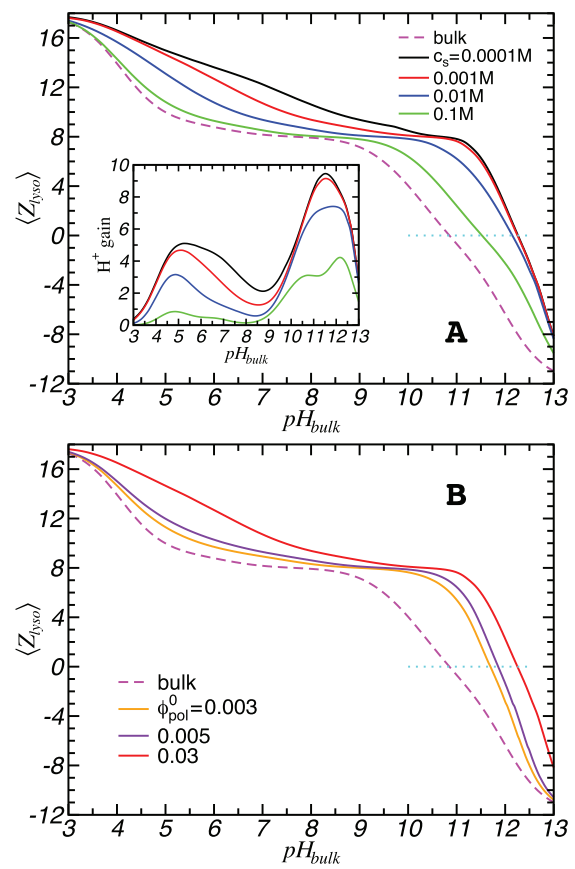 16
12
8
4
0
-4
-8
-12
⟨Z_lyso⟩
bulk
c_s=0.0001M
0.001M
0.01M
0.1M
10
8
6
4
2
0
H⁺ gain
3 4 5 6 7 8 9 10 11 12 13
pH_bulk
A
3 4 5 6 7 8 9 10 11 12 13
pH_bulk
16
12
8
4
0
-4
-8
-12
⟨Z_lyso⟩
B
bulk
ϕ⁰_pol=0.003
0.005
0.03
3 4 5 6 7 8 9 10 11 12 13
pH_bulk